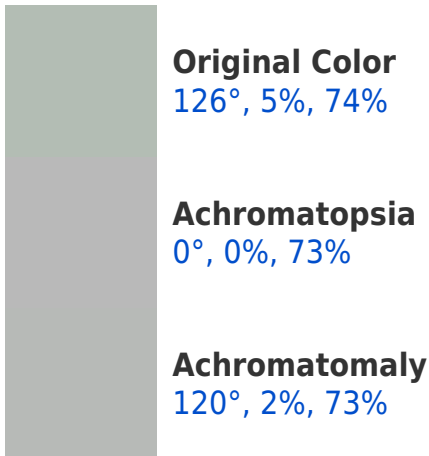 Original Color
126°, 5%, 74%
Achromatopsia
0°, 0%, 73%
Achromatomaly
120°, 2%, 73%